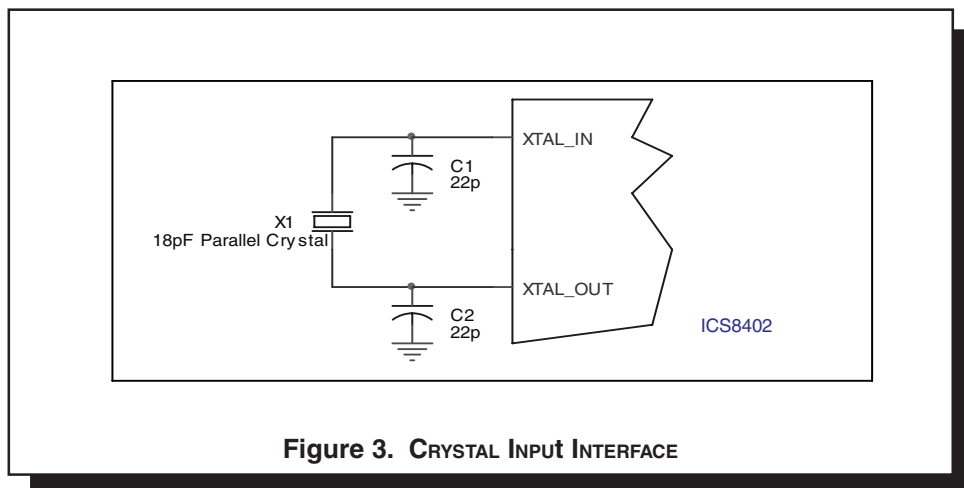 XTAL_IN
C1
22p
X1
18pF Parallel Crystal
XTAL_OUT
C2
22p
ICS8402
Figure 3. CRYSTAL INPUt INTERFACE